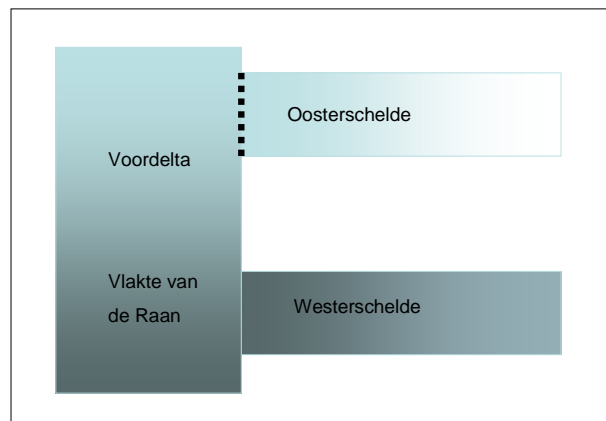 Oosterschelde
Voordelta
Vlakte van
de Raan
Westerschelde